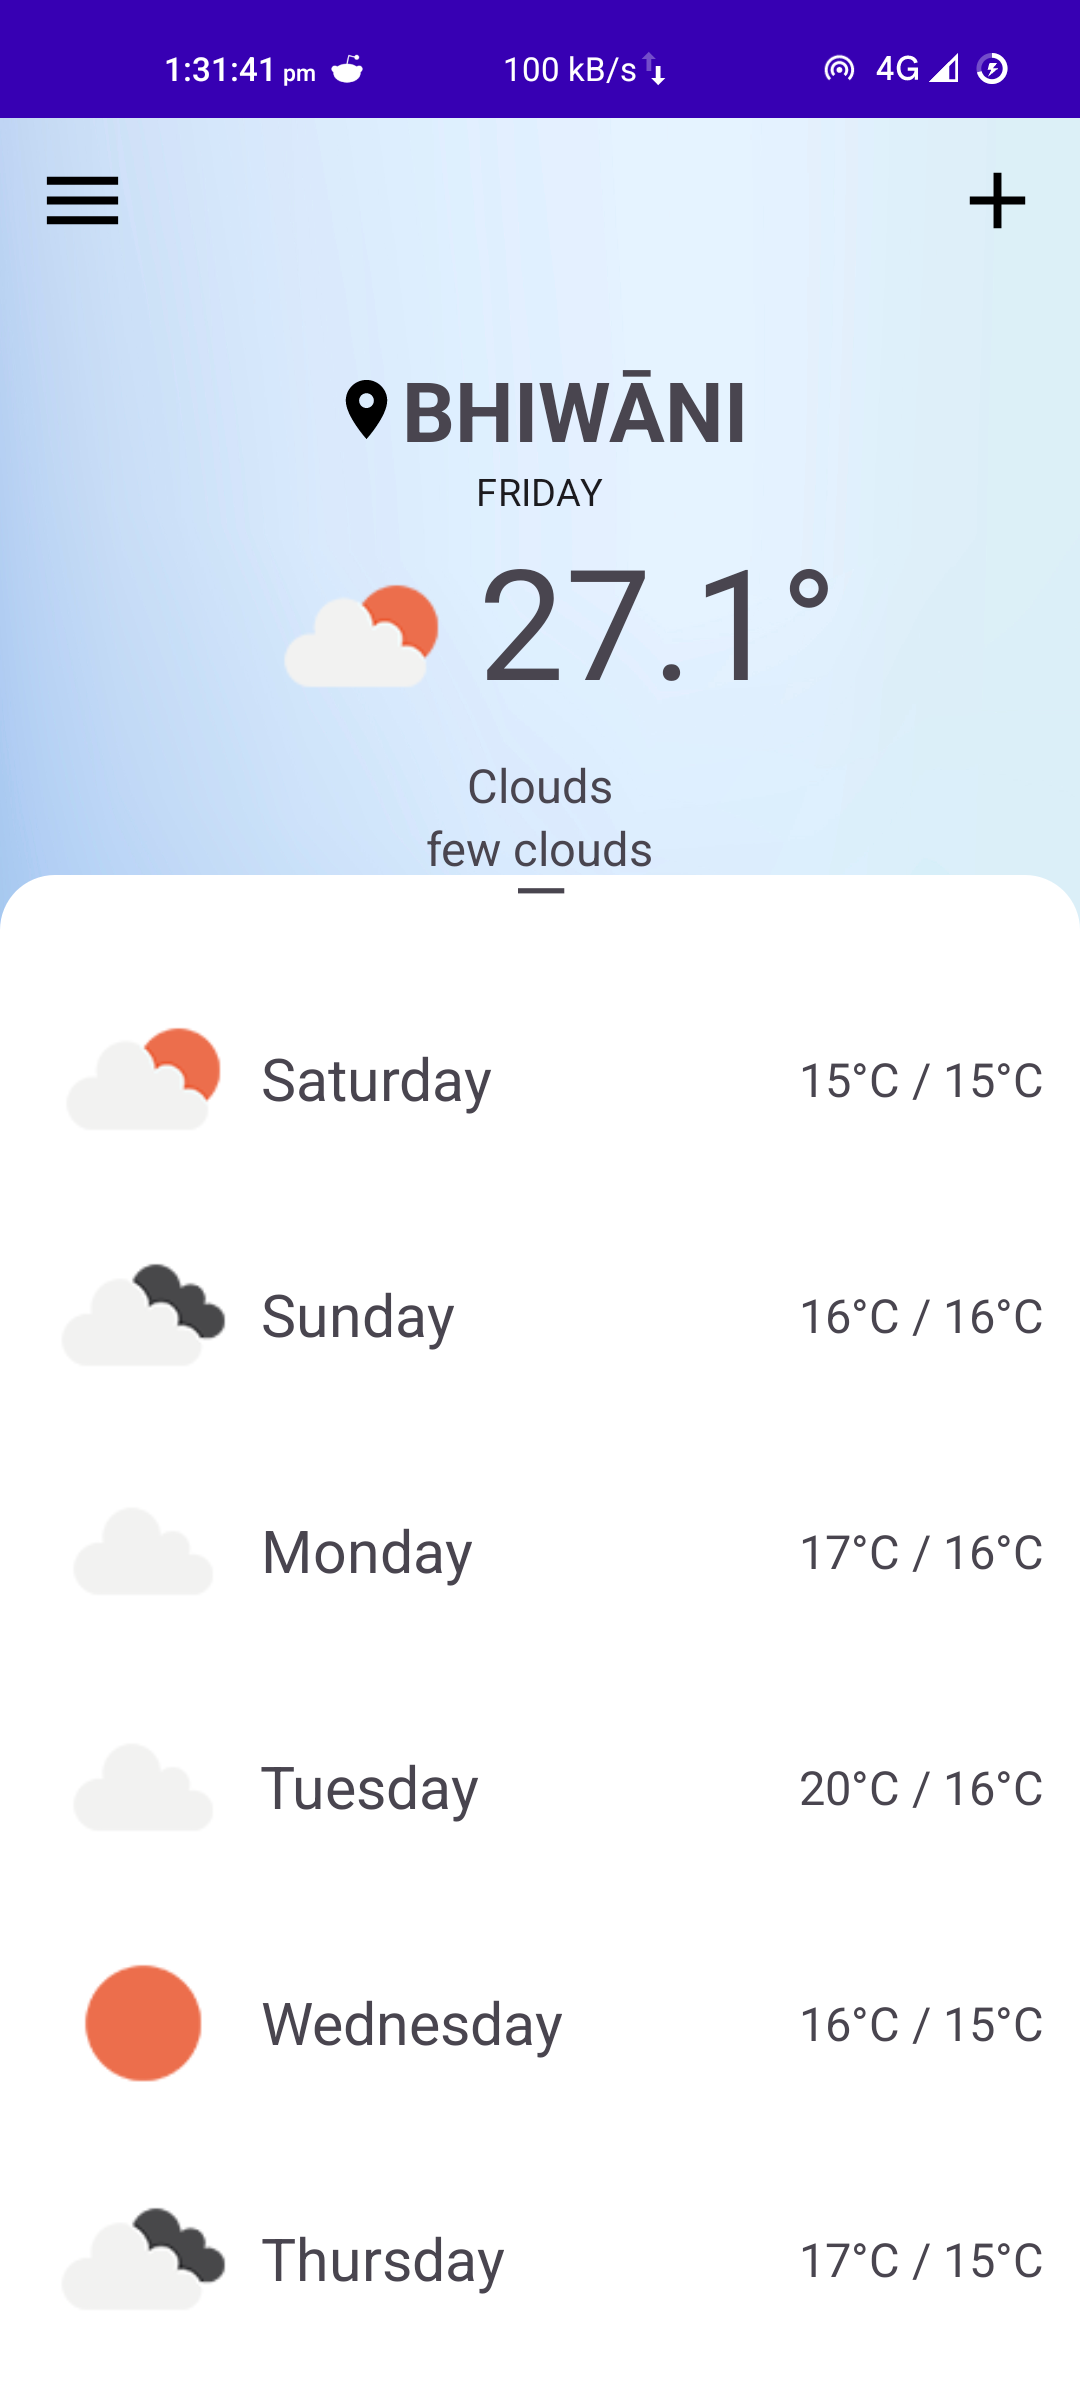 1:31:41 pm 100 kB/s 4G
BHIWĀNI
FRIDAY
27.1°
Clouds
few clouds
Saturday 15°C / 15°C
Sunday 16°C / 16°C
Monday 17°C / 16°C
Tuesday 20°C / 16°C
Wednesday 16°C / 15°C
Thursday 17°C / 15°C